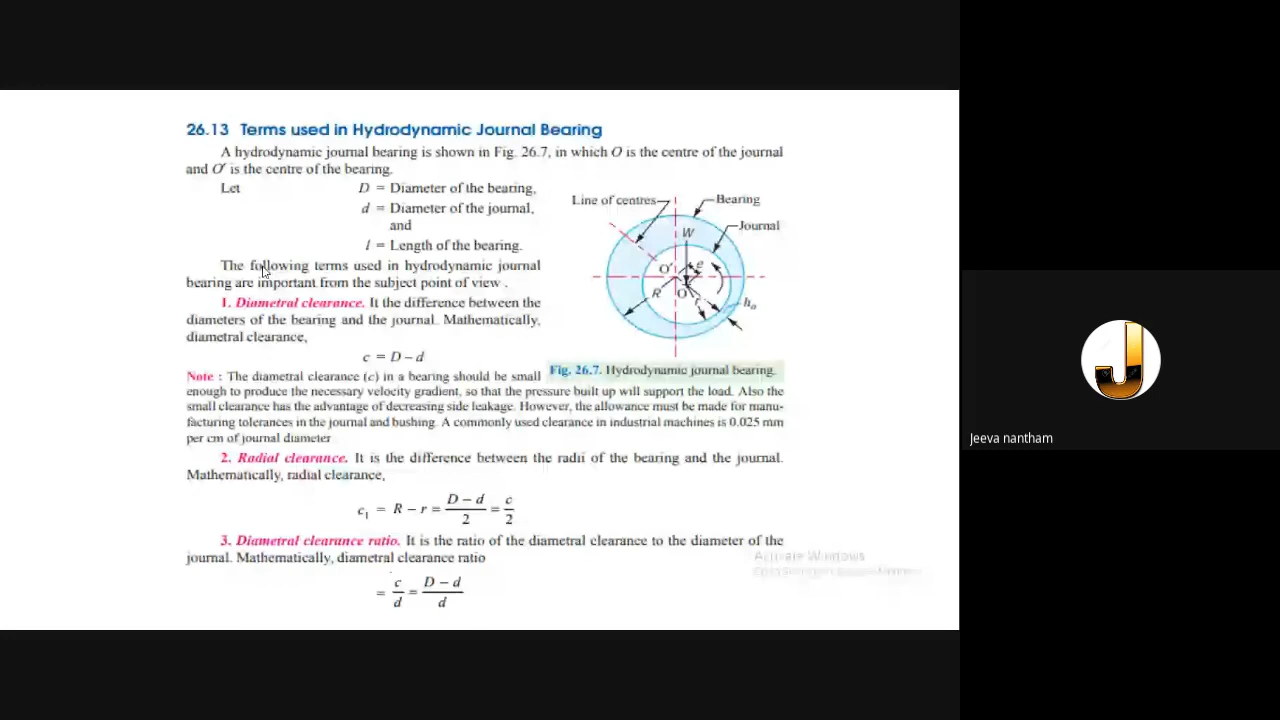 26.13 Terms used in Hydrodynamic Journal Bearing
A hydrodynamic journal bearing is shown in Fig. 26.7, in which O is the centre of the journal
and O′ is the centre of the bearing.
Let D = Diameter of the bearing,
d = Diameter of the journal,
and
l = Length of the bearing.
The following terms used in hydrodynamic journal
bearing are important from the subject point of view .
1. Diametral clearance. It the difference between the
diameters of the bearing and the journal. Mathematically,
diametral clearance,
c = D – d
Line of centres
Bearing
Journal
W
O′
e
R
O
r
h₀
Fig. 26.7. Hydrodynamic journal bearing.
Note : The diametral clearance (c) in a bearing should be small
enough to produce the necessary velocity gradient, so that the pressure built up will support the load. Also the
small clearance has the advantage of decreasing side leakage. However, the allowance must be made for manu-
facturing tolerances in the journal and bushing. A commonly used clearance in industrial machines is 0.025 mm
per cm of journal diameter
2. Radial clearance. It is the difference between the radii of the bearing and the journal.
Mathematically, radial clearance,
c₁ = R – r = (D – d)/2 = c/2
3. Diametral clearance ratio. It is the ratio of the diametral clearance to the diameter of the
journal. Mathematically, diametral clearance ratio
= c/d = (D – d)/d
Activate Windows
Jeeva nantham
J